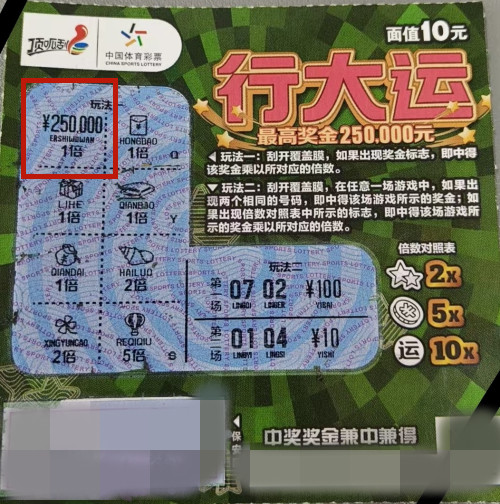 顶呱刮
中国体育彩票
CHINA SPORTS LOTTERY
面值10元
行大运
最高奖金250.000元
玩法一:刮开覆盖膜,如果出现奖金标志,即中得
该奖金乘以所对应的倍数。
玩法二:刮开覆盖膜,在任意一场游戏中,如果出
现两个相同的号码,即中得该场游戏所示的奖金;如
果出现倍数对照表中所示的标志,即中得该场游戏所
示的奖金乘以所对应的倍数。
倍数对照表
2x
5x
运 10x
玩法一
¥250,000
ERSHIWUWAN
1倍
HONGBAO
1倍
LIHE
1倍
QIANBAO
1倍
Y
QIANDAI
1倍
HAILUO
2倍
XINGYUNCAO
2倍
REQIQIU
5倍
S
玩法二
第一场
07 02 ¥100
LINGQI LINGER YIBAI
第二场
01 04 ¥10
LINGYI LINGSI YISHI
中奖奖金兼中兼得